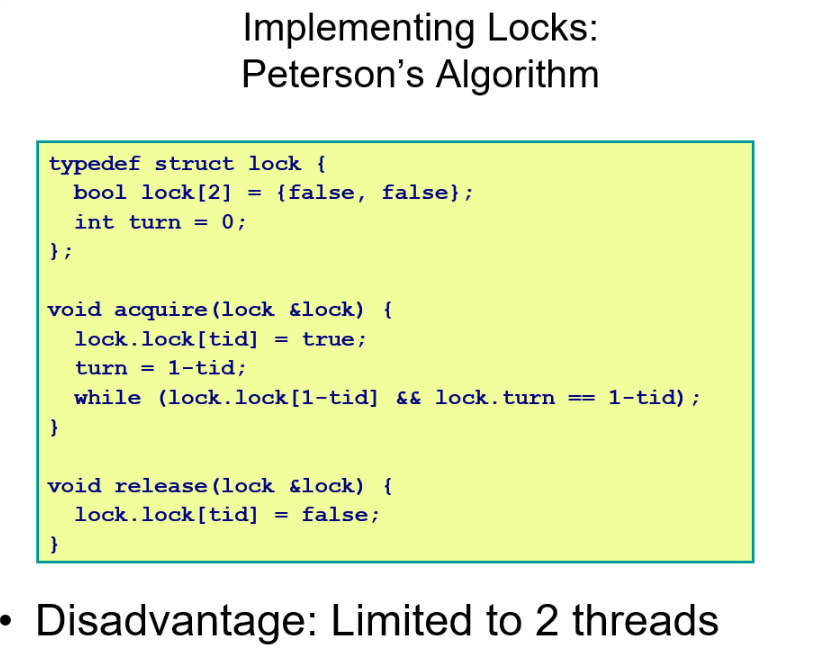 Implementing Locks:
Peterson’s Algorithm
typedef struct lock {
  bool lock[2] = {false, false};
  int turn = 0;
};
void acquire(lock &lock) {
  lock.lock[tid] = true;
  turn = 1-tid;
  while (lock.lock[1-tid] && lock.turn == 1-tid);
}
void release(lock &lock) {
  lock.lock[tid] = false;
}
• Disadvantage: Limited to 2 threads